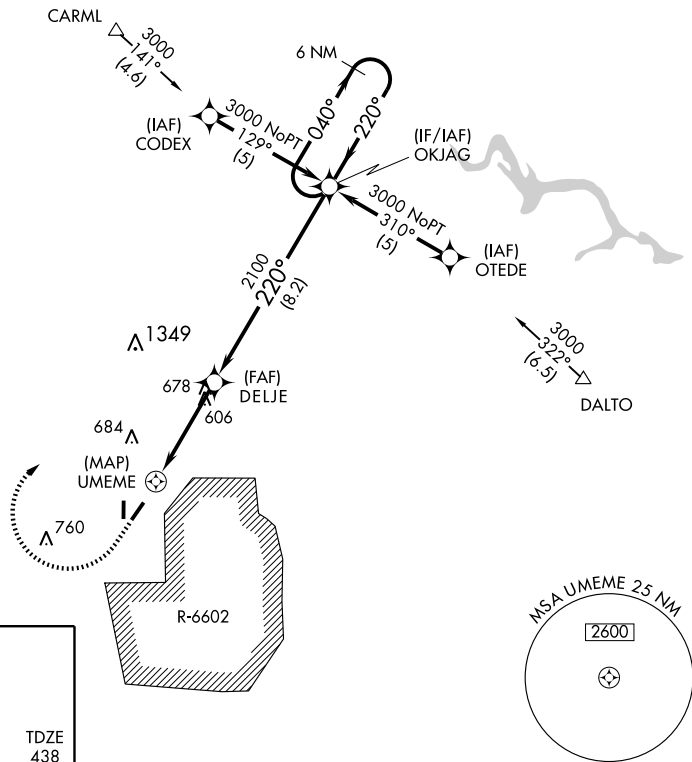 CARML
3000
141°
(4.6)
(IAF)
CODEX
3000 NoPT
129°
(5)
6 NM
040°
220°
(IF/IAF)
OKJAG
3000 NoPT
310°
(5)
(IAF)
OTEDE
2100
220°
(8.2)
3000
322°
(6.5)
DALTO
1349
678
(FAF)
DELJE
606
684
(MAP)
UMEME
760
R-6602
MSA UMEME 25 NM
2600
TDZE
438